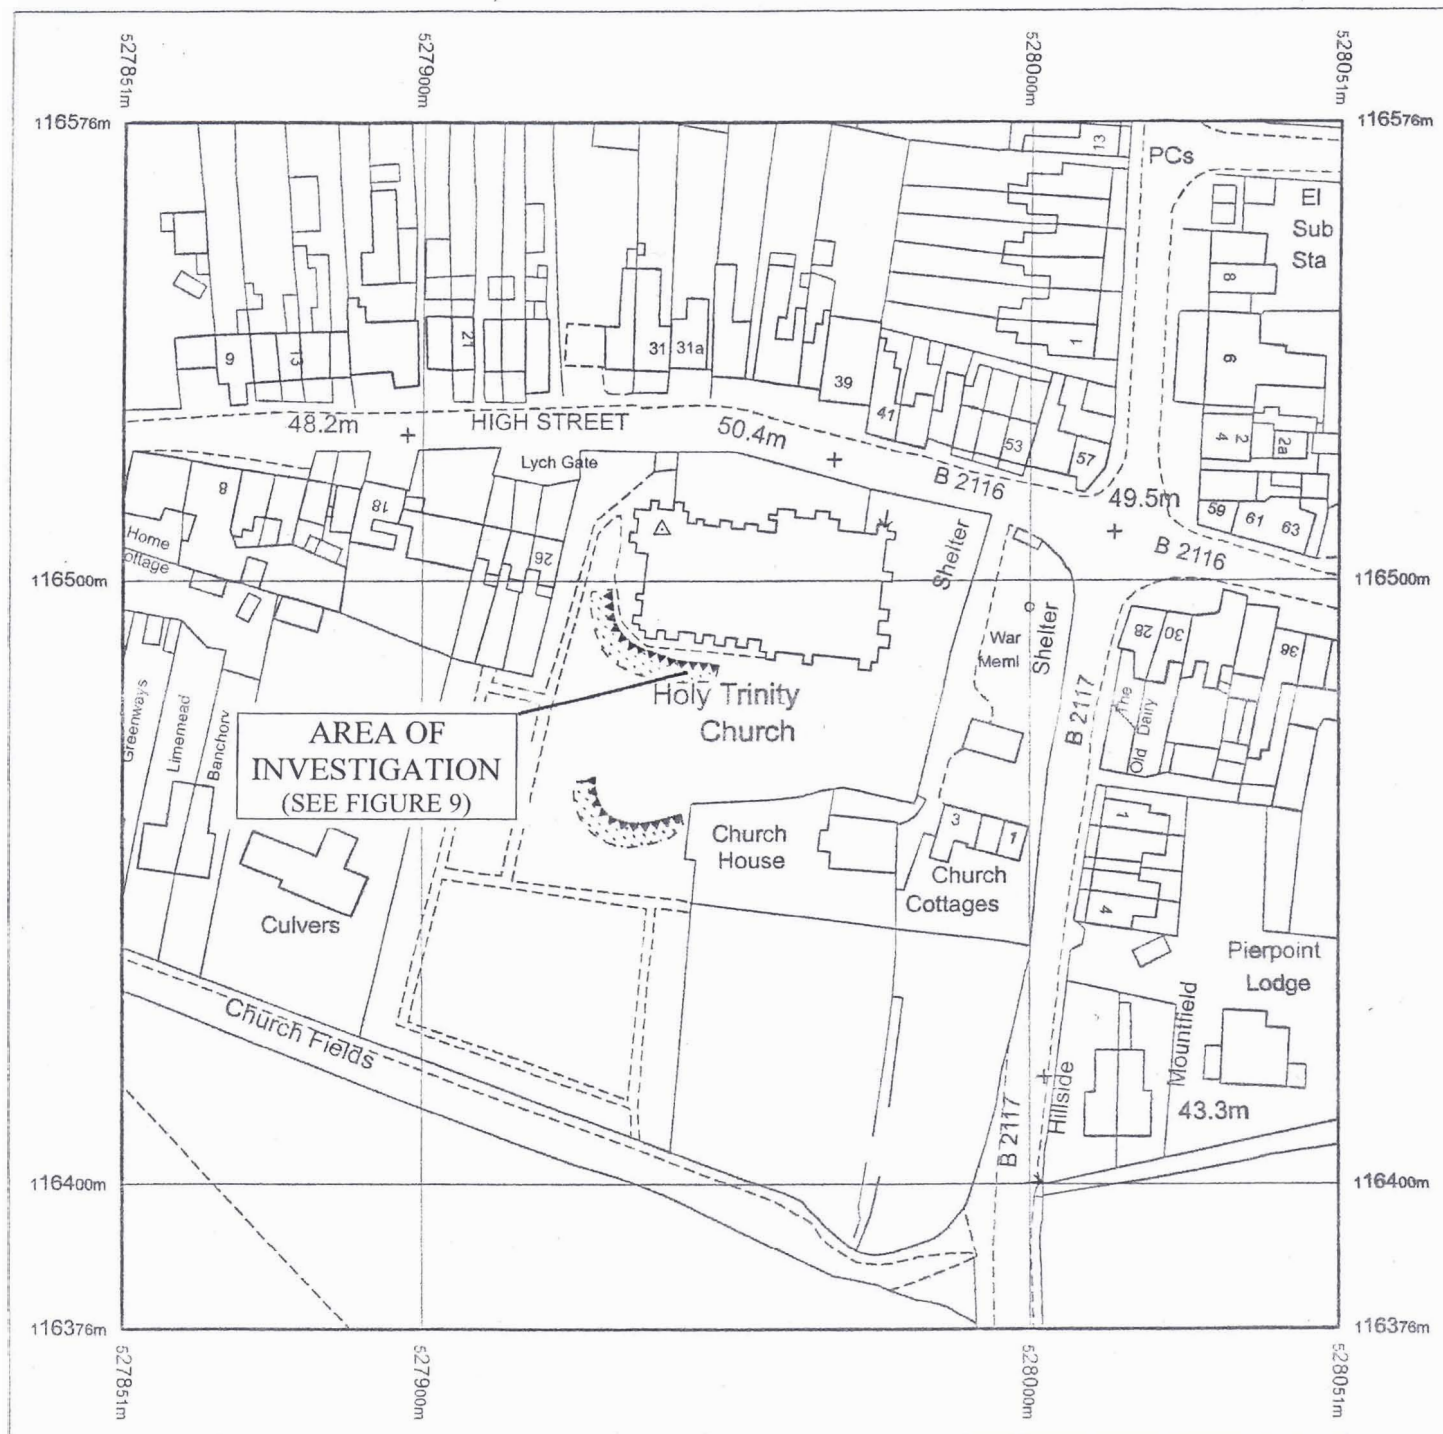 527851m
527900m
528000m
528051m
116576m
116576m
13
PCs
El
Sub
Sta
8
1
6
9
13
21
31
31a
39
41
53
57
4
2
2a
48.2m
HIGH STREET
50.4m
B 2116
49.5m
59
61
63
B 2116
Lych Gate
8
18
26
Home
ottage
Shelter
116500m
116500m
War
Meml
Shelter
28
30
38
The
Old Dairy
B 2117
Holy Trinity
Church
Greenways
Limemead
Banchory
AREA OF
INVESTIGATION
(SEE FIGURE 9)
Church
House
3
1
Church
Cottages
1
4
Culvers
Pierpoint
Lodge
Church Fields
Mountfield
Hillside
43.3m
B 2117
116400m
116400m
116376m
116376m
527851m
527900m
528000m
528051m